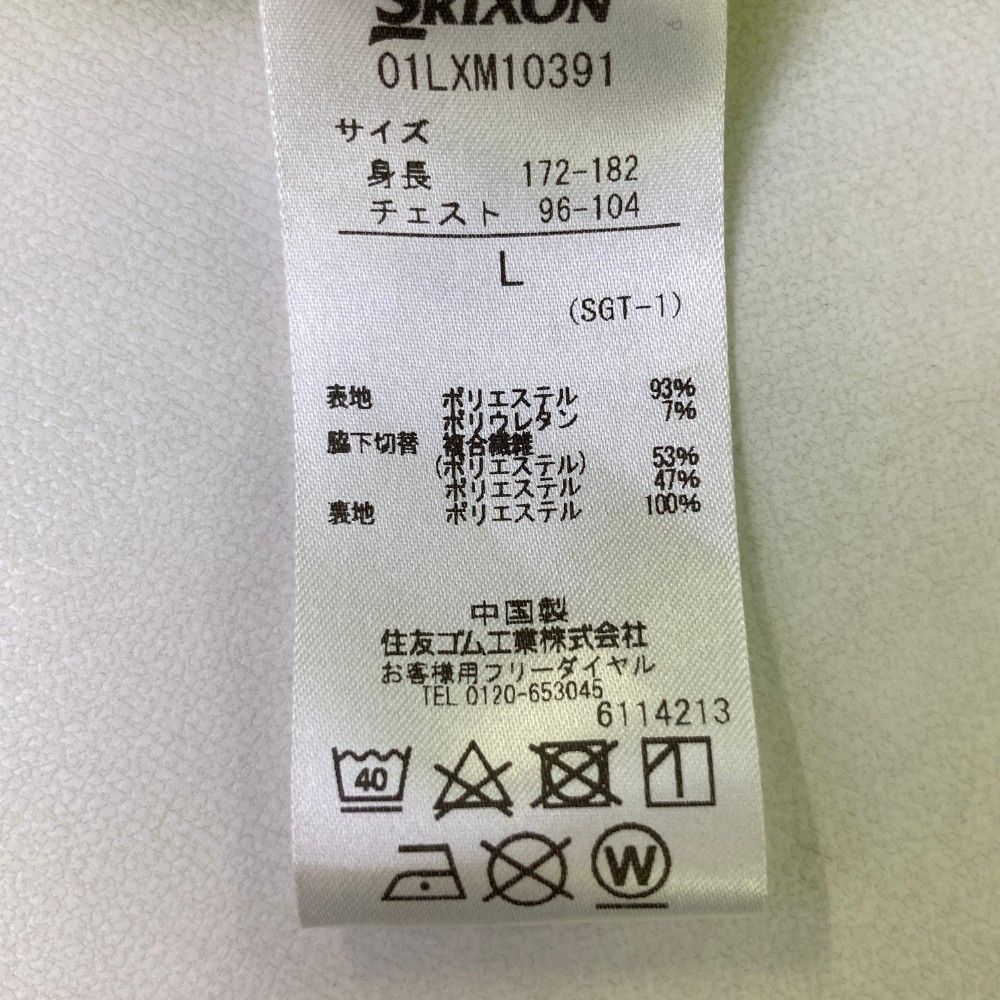 SRIXON
01LXM10391
サイズ
身長 172-182
チェスト 96-104
L
(SGT-1)
表地 ポリエステル 93%
ポリウレタン 7%
脇下切替 複合繊維
(ポリエステル) 53%
ポリエステル 47%
裏地 ポリエステル 100%
中国製
住友ゴム工業株式会社
お客様用フリーダイヤル
TEL 0120-653045
6114213
40
W